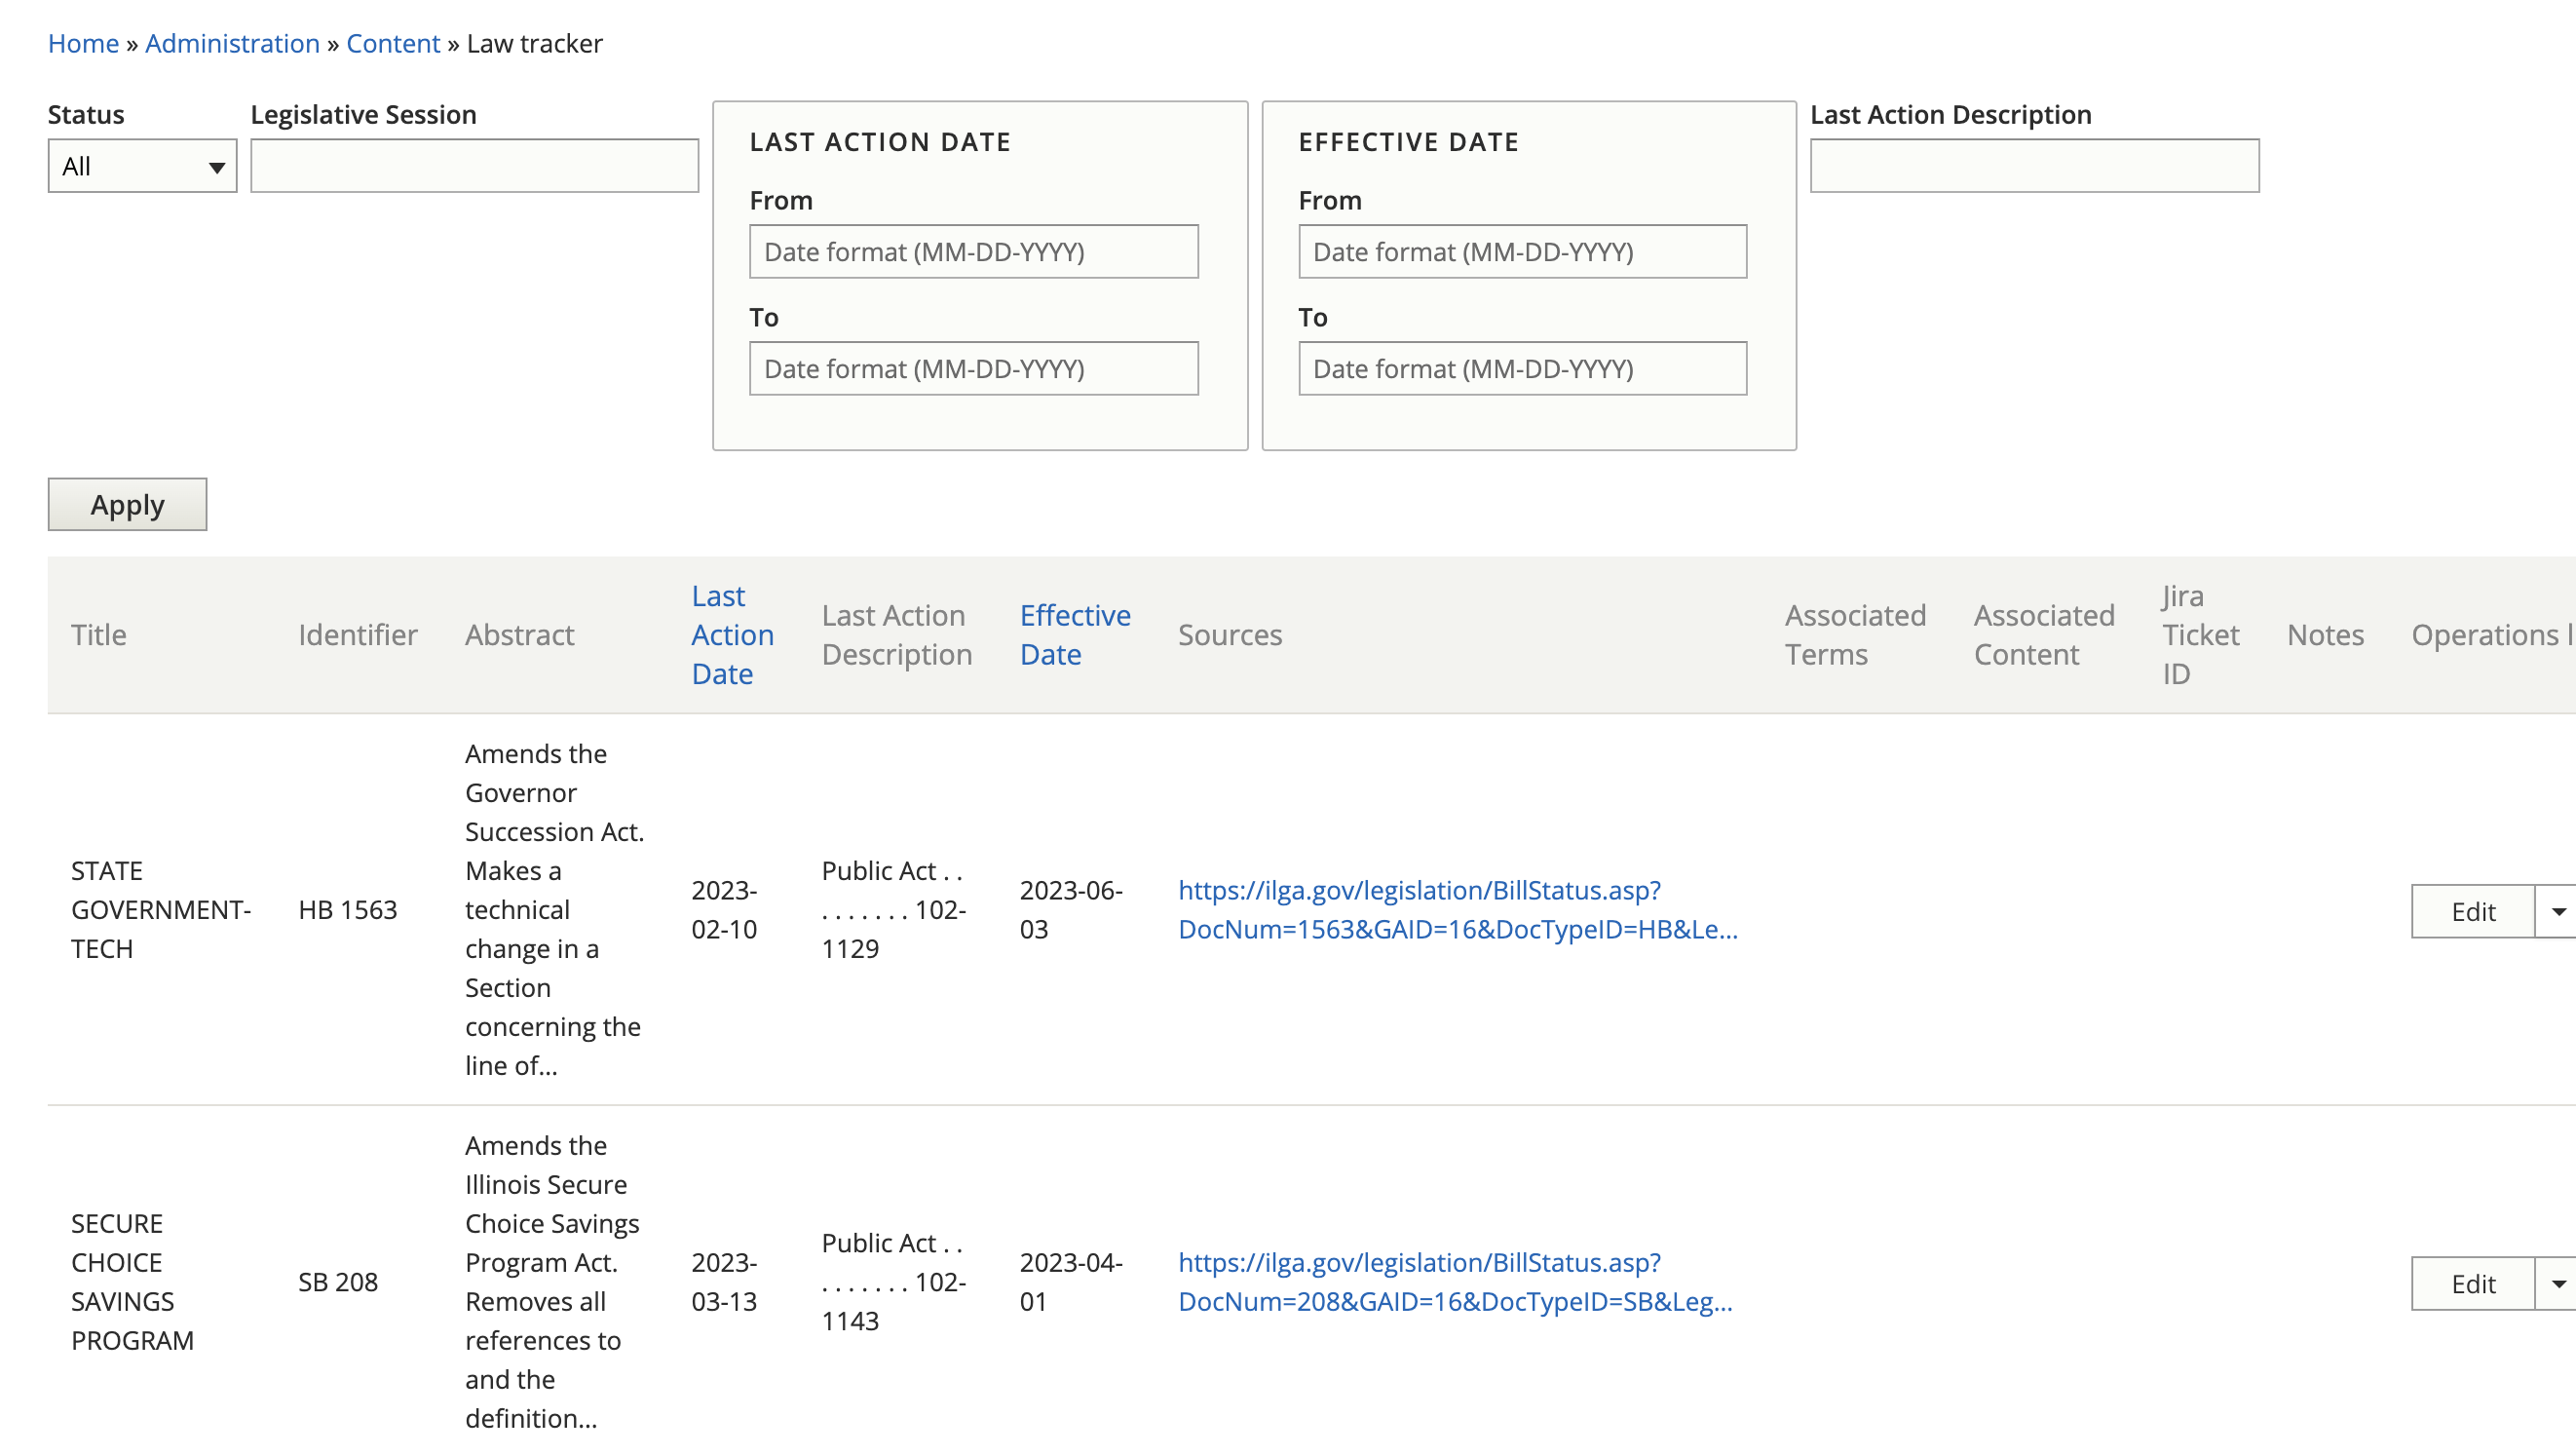 Home » Administration » Content » Law tracker
Status
All
Legislative Session
LAST ACTION DATE
From
Date format (MM-DD-YYYY)
To
Date format (MM-DD-YYYY)
EFFECTIVE DATE
From
Date format (MM-DD-YYYY)
To
Date format (MM-DD-YYYY)
Last Action Description
Apply
Title
Identifier
Abstract
Last
Action
Date
Last Action
Description
Effective
Date
Sources
Associated
Terms
Associated
Content
Jira
Ticket
ID
Notes
Operations l
STATE
GOVERNMENT-
TECH
HB 1563
Amends the
Governor
Succession Act.
Makes a
technical
change in a
Section
concerning the
line of...
2023-
02-10
Public Act . .
. . . . . . . 102-
1129
2023-06-
03
https://ilga.gov/legislation/BillStatus.asp?
DocNum=1563&GAID=16&DocTypeID=HB&Le...
Edit
SECURE
CHOICE
SAVINGS
PROGRAM
SB 208
Amends the
Illinois Secure
Choice Savings
Program Act.
Removes all
references to
and the
definition...
2023-
03-13
Public Act . .
. . . . . . . 102-
1143
2023-04-
01
https://ilga.gov/legislation/BillStatus.asp?
DocNum=208&GAID=16&DocTypeID=SB&Leg...
Edit